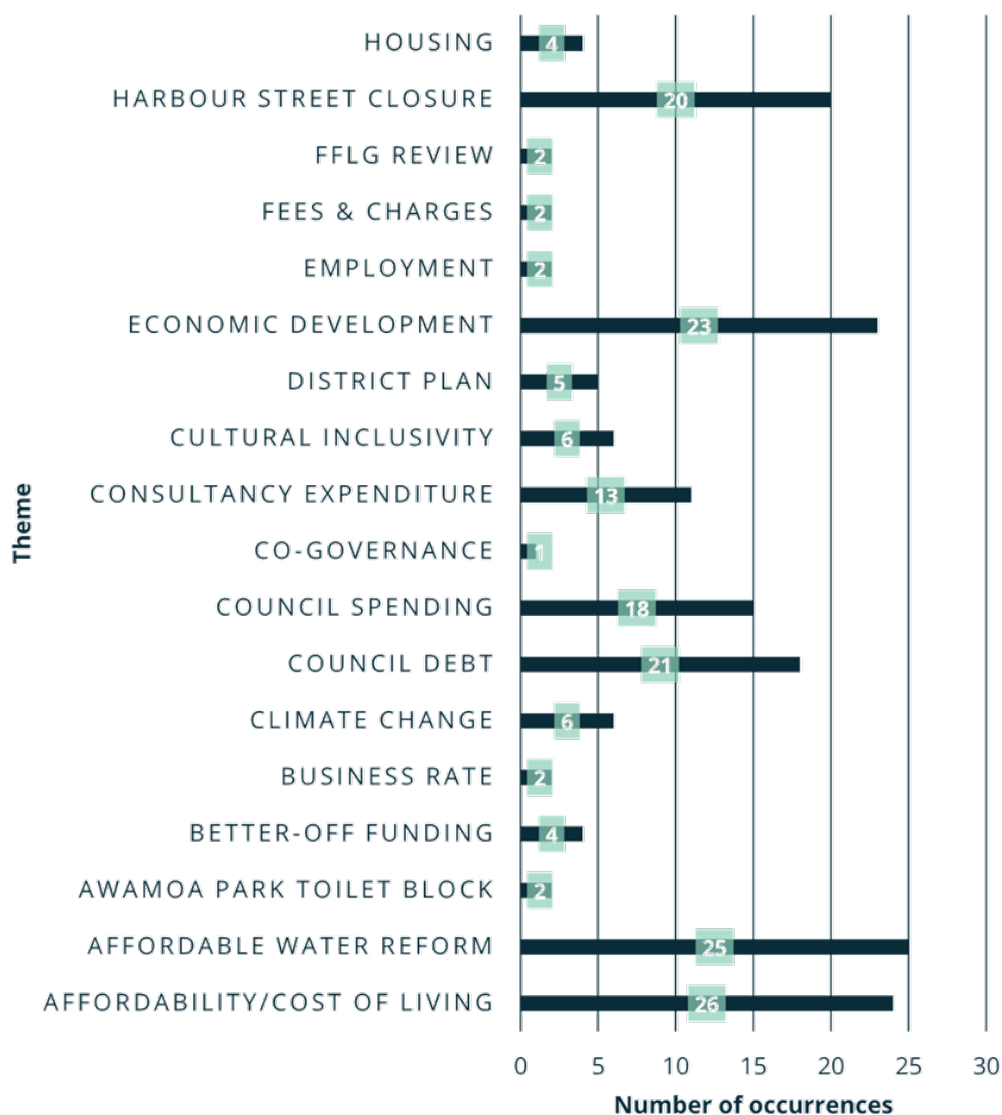 HOUSING 4
HARBOUR STREET CLOSURE 20
FFLG REVIEW 2
FEES & CHARGES 2
EMPLOYMENT 2
ECONOMIC DEVELOPMENT 23
DISTRICT PLAN 5
CULTURAL INCLUSIVITY 6
CONSULTANCY EXPENDITURE 13
CO-GOVERNANCE 1
COUNCIL SPENDING 18
COUNCIL DEBT 21
CLIMATE CHANGE 6
BUSINESS RATE 2
BETTER-OFF FUNDING 4
AWAMOA PARK TOILET BLOCK 2
AFFORDABLE WATER REFORM 25
AFFORDABILITY/COST OF LIVING 26
Theme
0 5 10 15 20 25 30
Number of occurrences